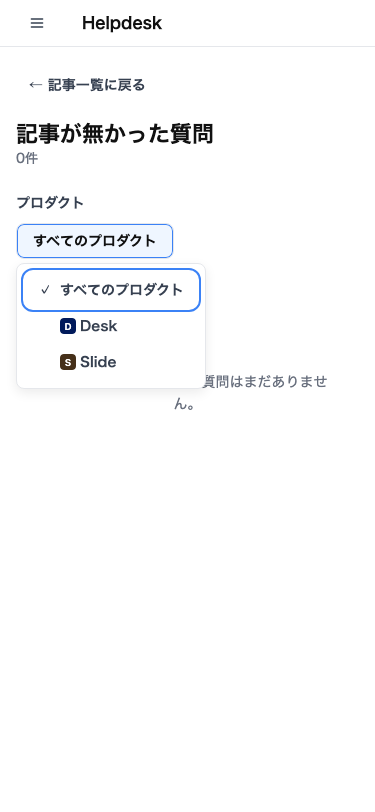 Helpdesk
← 記事一覧に戻る
記事が無かった質問
0件
プロダクト
すべてのプロダクト
✓ すべてのプロダクト
D Desk
S Slide
質問はまだありませ
ん。